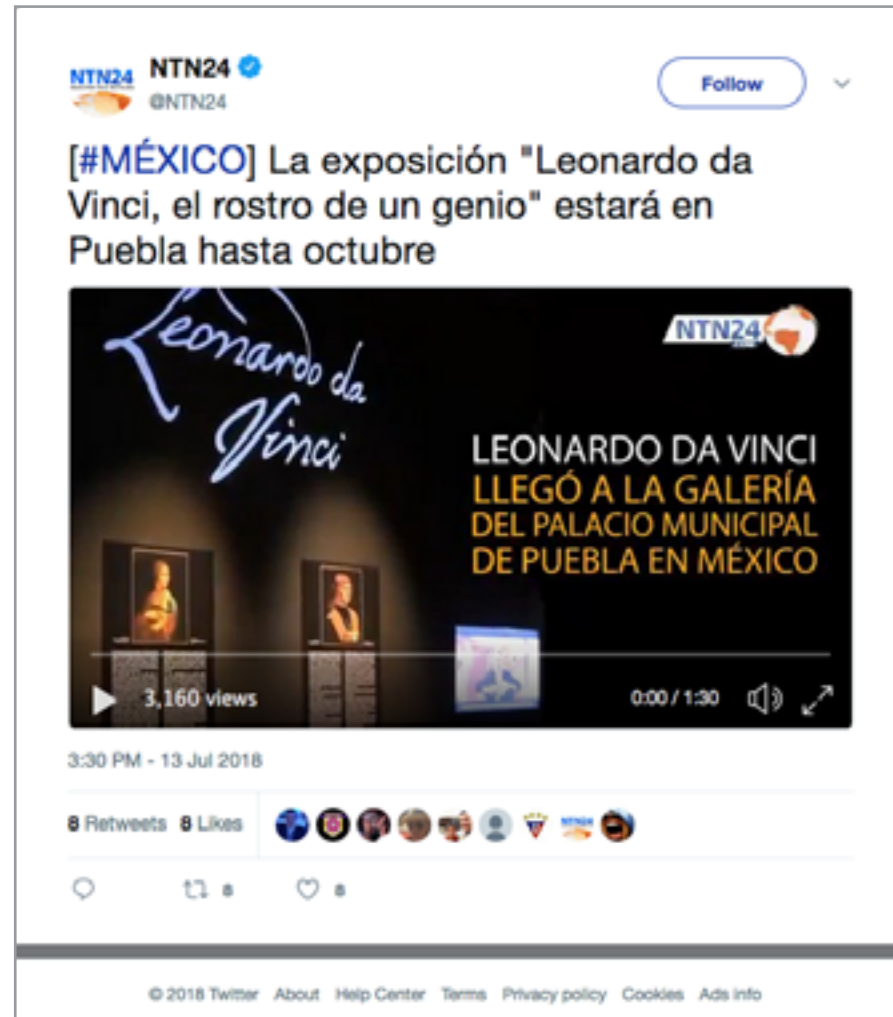 NTN24
NTN24
@NTN24
Follow
[#MÉXICO] La exposición "Leonardo da
Vinci, el rostro de un genio" estará en
Puebla hasta octubre
Leonardo da
Vinci
NTN24
LEONARDO DA VINCI
LLEGÓ A LA GALERÍA
DEL PALACIO MUNICIPAL
DE PUEBLA EN MÉXICO
3,160 views
0:00 / 1:30
3:30 PM - 13 Jul 2018
8 Retweets 8 Likes
8 8
© 2018 Twitter About Help Center Terms Privacy policy Cookies Ads info